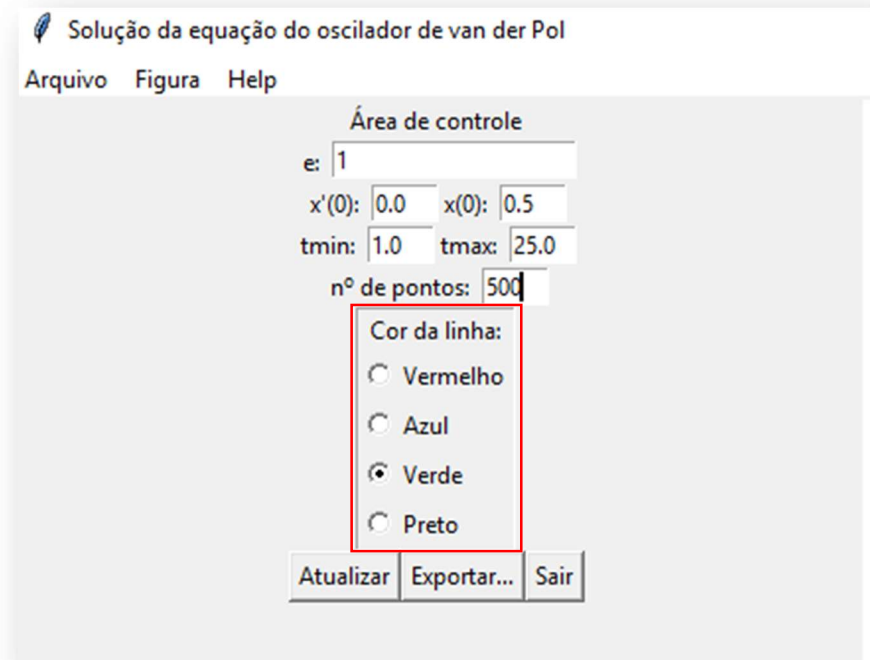 Solução da equação do oscilador de van der Pol
Arquivo Figura Help
Área de controle
e: 1
x'(0): 0.0 x(0): 0.5
tmin: 1.0 tmax: 25.0
nº de pontos: 500
Cor da linha:
Vermelho
Azul
Verde
Preto
Atualizar Exportar... Sair